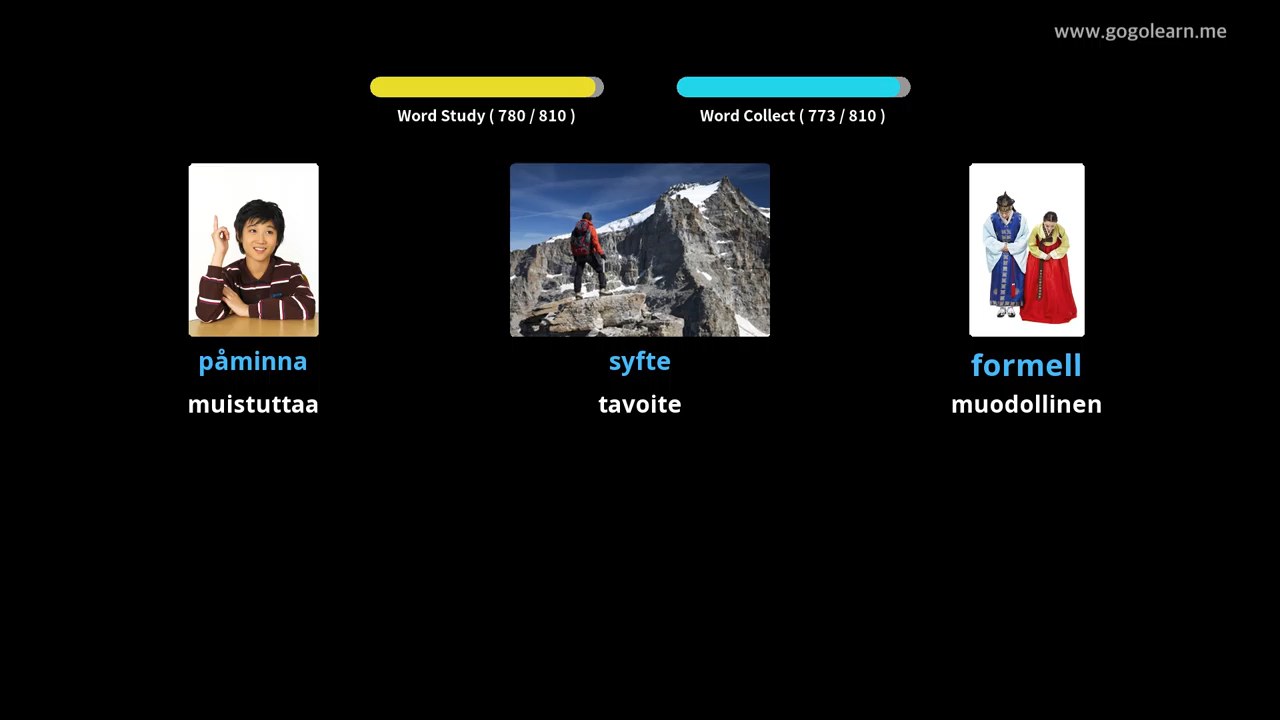 www.gogolearn.me
Word Study ( 780 / 810 )
Word Collect ( 773 / 810 )
påminna
syfte
formell
muistuttaa
tavoite
muodollinen